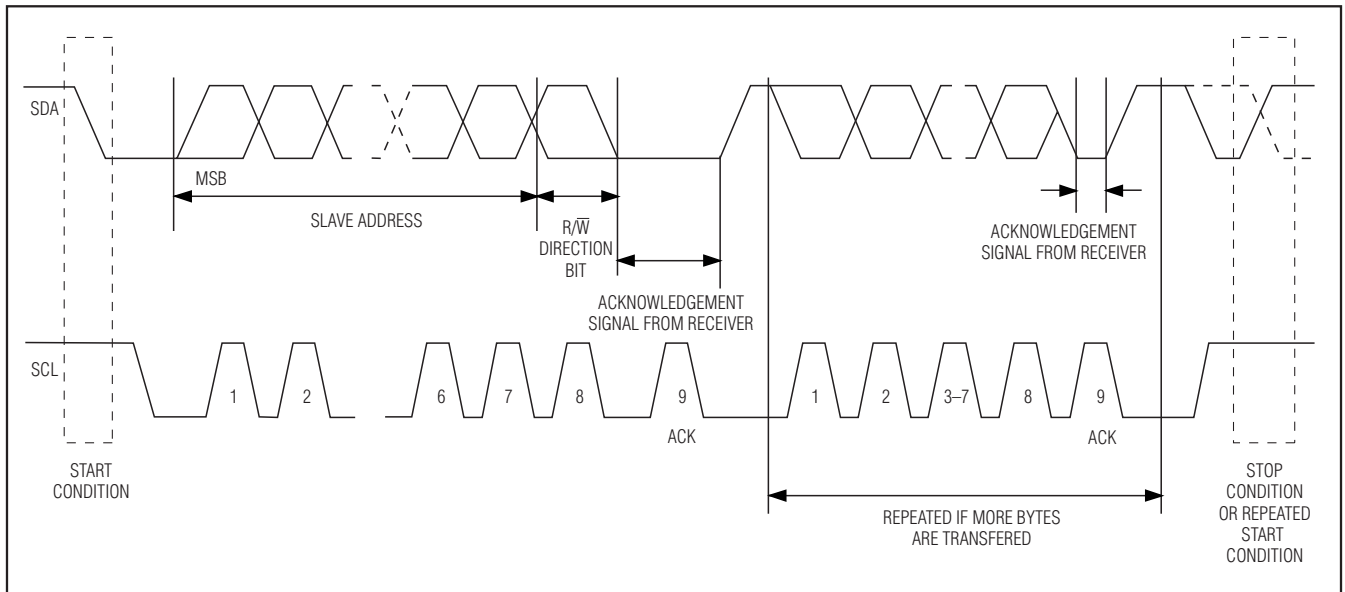 SDA
MSB
SLAVE ADDRESS
R/W̅
DIRECTION
BIT
ACKNOWLEDGEMENT
SIGNAL FROM RECEIVER
ACKNOWLEDGEMENT
SIGNAL FROM RECEIVER
SCL
1 2 6 7 8 9 1 2 3–7 8 9
ACK ACK
START
CONDITION
REPEATED IF MORE BYTES
ARE TRANSFERED
STOP
CONDITION
OR REPEATED
START
CONDITION